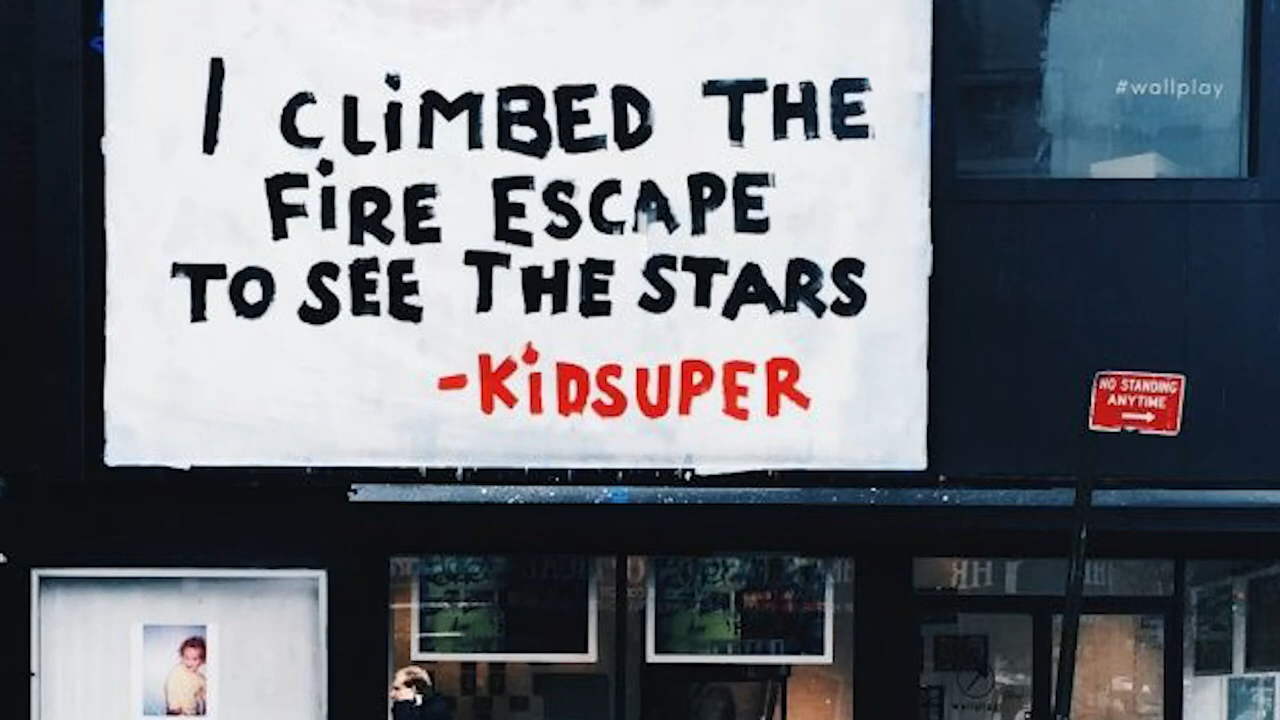 I CLiMBED THE
FiRE ESCAPE
TO SEE THE STARS
-KiDSUPER
#wallplay
NO STANDING
ANYTIME